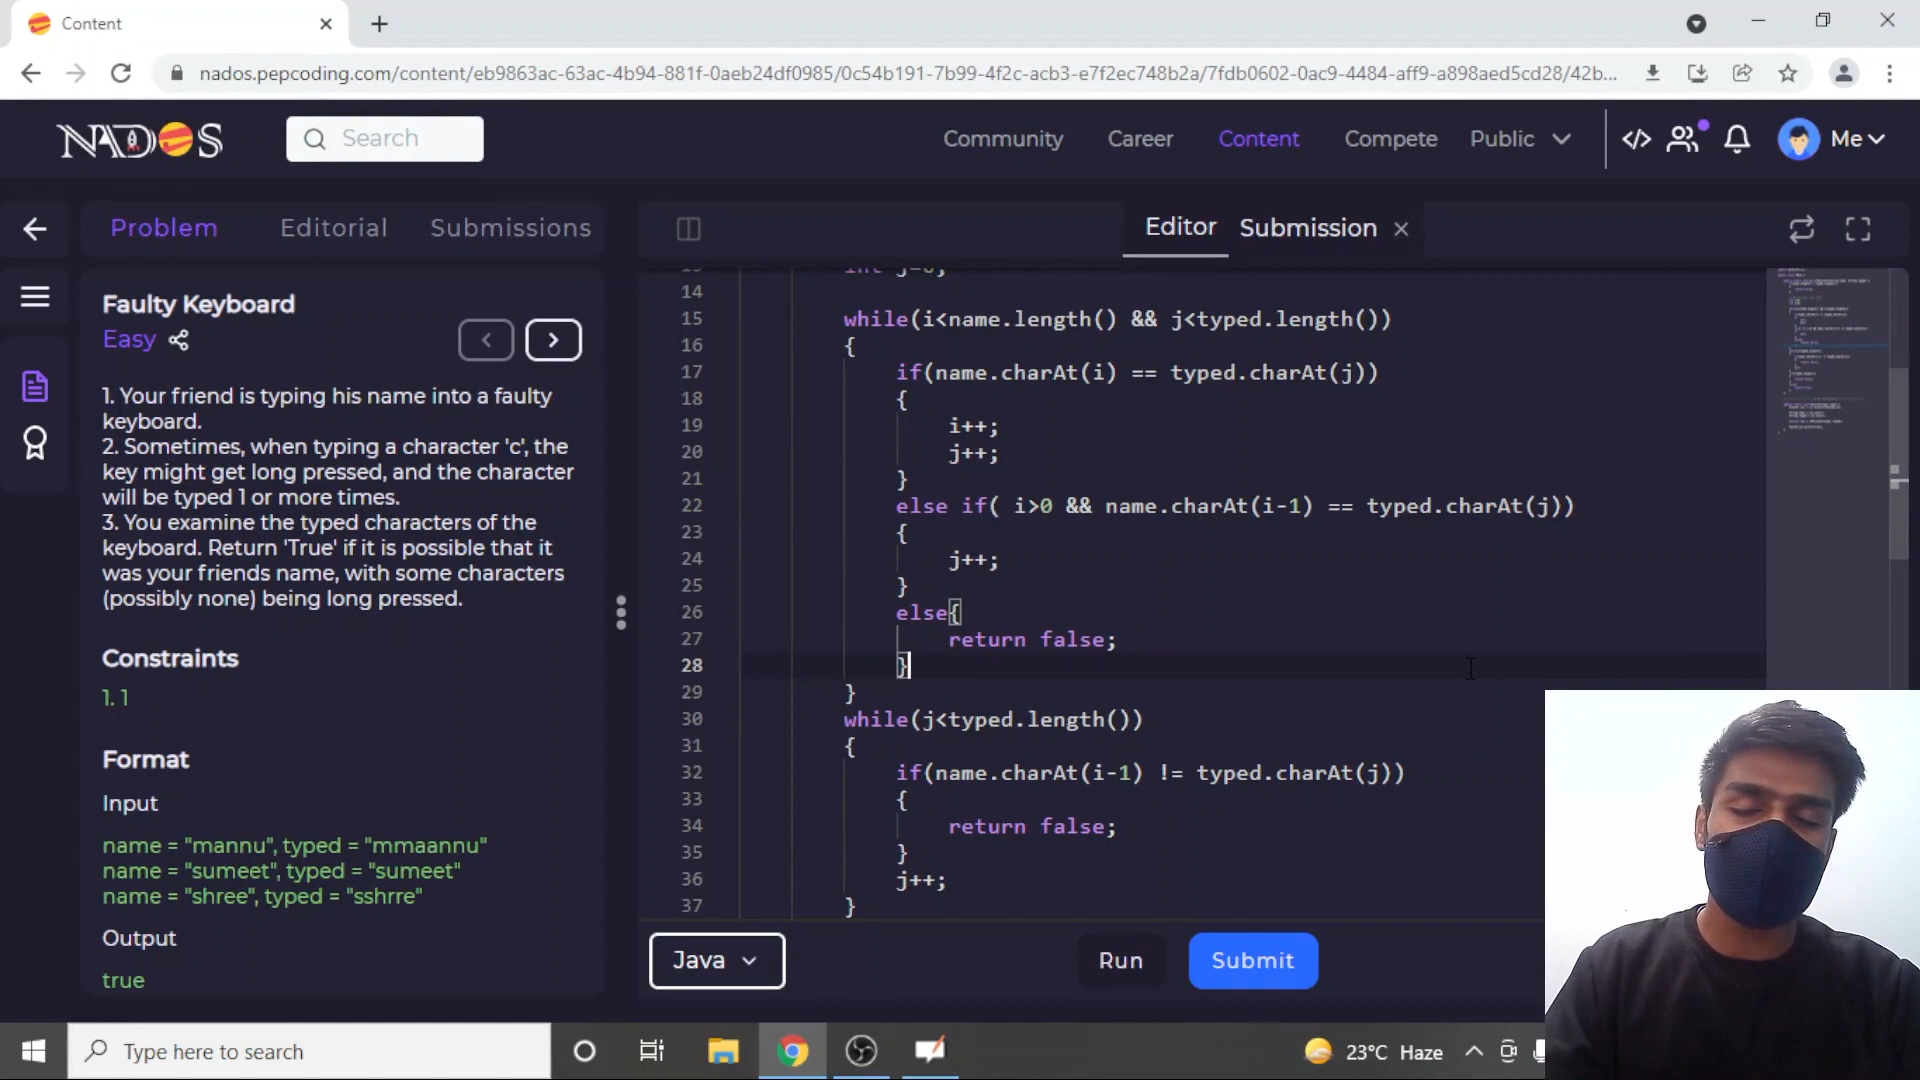 Content
nados.pepcoding.com/content/eb9863ac-63ac-4b94-881f-0aeb24df0985/0c54b191-7b99-4f2c-acb3-e7f2ec748b2a/7fdb0602-0ac9-4484-aff9-a898aed5cd28/42b...
NADOS
Search
Community
Career
Content
Compete
Public
Me
Problem
Editorial
Submissions
Editor
Submission
Faulty Keyboard
Easy
1. Your friend is typing his name into a faulty
keyboard.
2. Sometimes, when typing a character 'c', the
key might get long pressed, and the character
will be typed 1 or more times.
3. You examine the typed characters of the
keyboard. Return 'True' if it is possible that it
was your friends name, with some characters
(possibly none) being long pressed.
Constraints
1. 1
Format
Input
name = "mannu", typed = "mmaannu"
name = "sumeet", typed = "sumeet"
name = "shree", typed = "sshrre"
Output
true
14
15 while(i<name.length() && j<typed.length())
16 {
17 if(name.charAt(i) == typed.charAt(j))
18 {
19 i++;
20 j++;
21 }
22 else if( i>0 && name.charAt(i-1) == typed.charAt(j))
23 {
24 j++;
25 }
26 else{
27 return false;
28 }
29 }
30 while(j<typed.length())
31 {
32 if(name.charAt(i-1) != typed.charAt(j))
33 {
34 return false;
35 }
36 j++;
37 }
Java
Run
Submit
Type here to search
23°C Haze